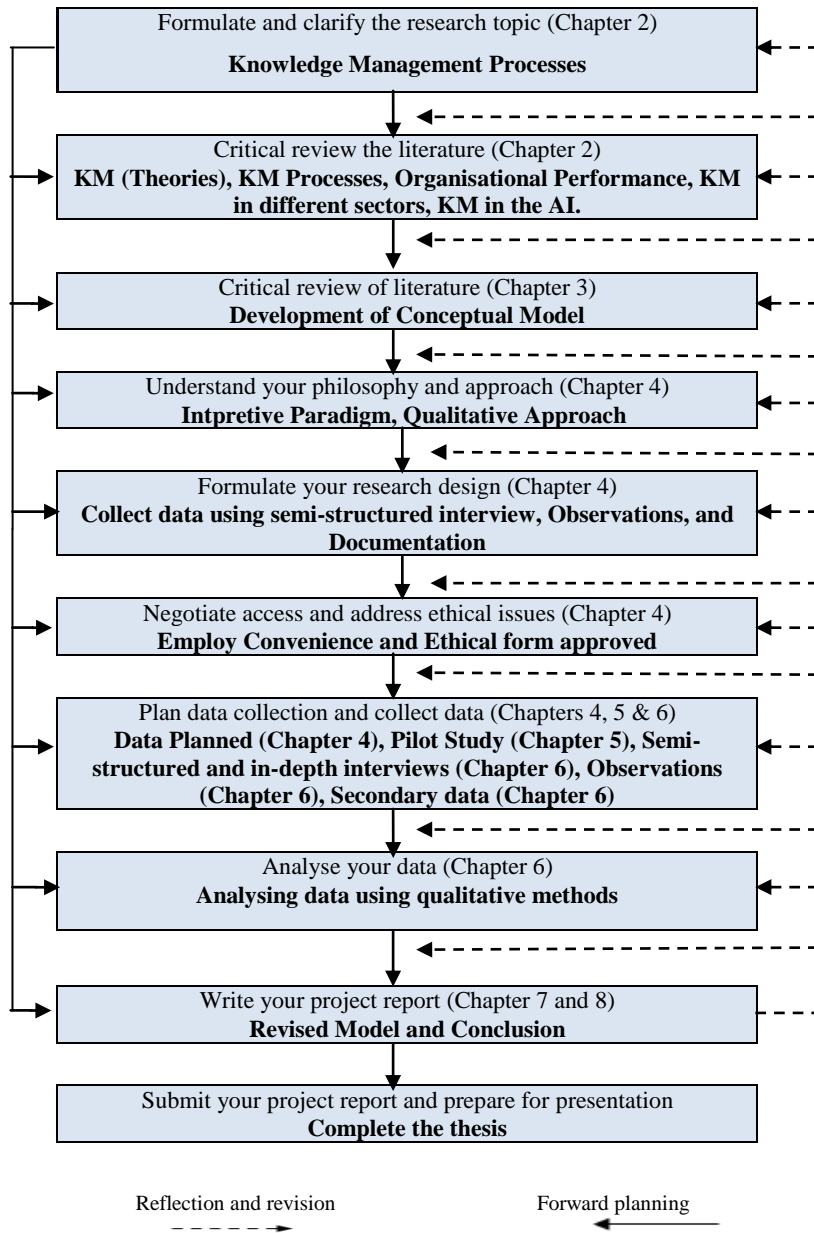 Formulate and clarify the research topic (Chapter 2)
Knowledge Management Processes
Critical review the literature (Chapter 2)
KM (Theories), KM Processes, Organisational Performance, KM
in different sectors, KM in the AI.
Critical review of literature (Chapter 3)
Development of Conceptual Model
Understand your philosophy and approach (Chapter 4)
Intpretive Paradigm, Qualitative Approach
Formulate your research design (Chapter 4)
Collect data using semi-structured interview, Observations, and
Documentation
Negotiate access and address ethical issues (Chapter 4)
Employ Convenience and Ethical form approved
Plan data collection and collect data (Chapters 4, 5 & 6)
Data Planned (Chapter 4), Pilot Study (Chapter 5), Semi-
structured and in-depth interviews (Chapter 6), Observations
(Chapter 6), Secondary data (Chapter 6)
Analyse your data (Chapter 6)
Analysing data using qualitative methods
Write your project report (Chapter 7 and 8)
Revised Model and Conclusion
Submit your project report and prepare for presentation
Complete the thesis
Reflection and revision
Forward planning